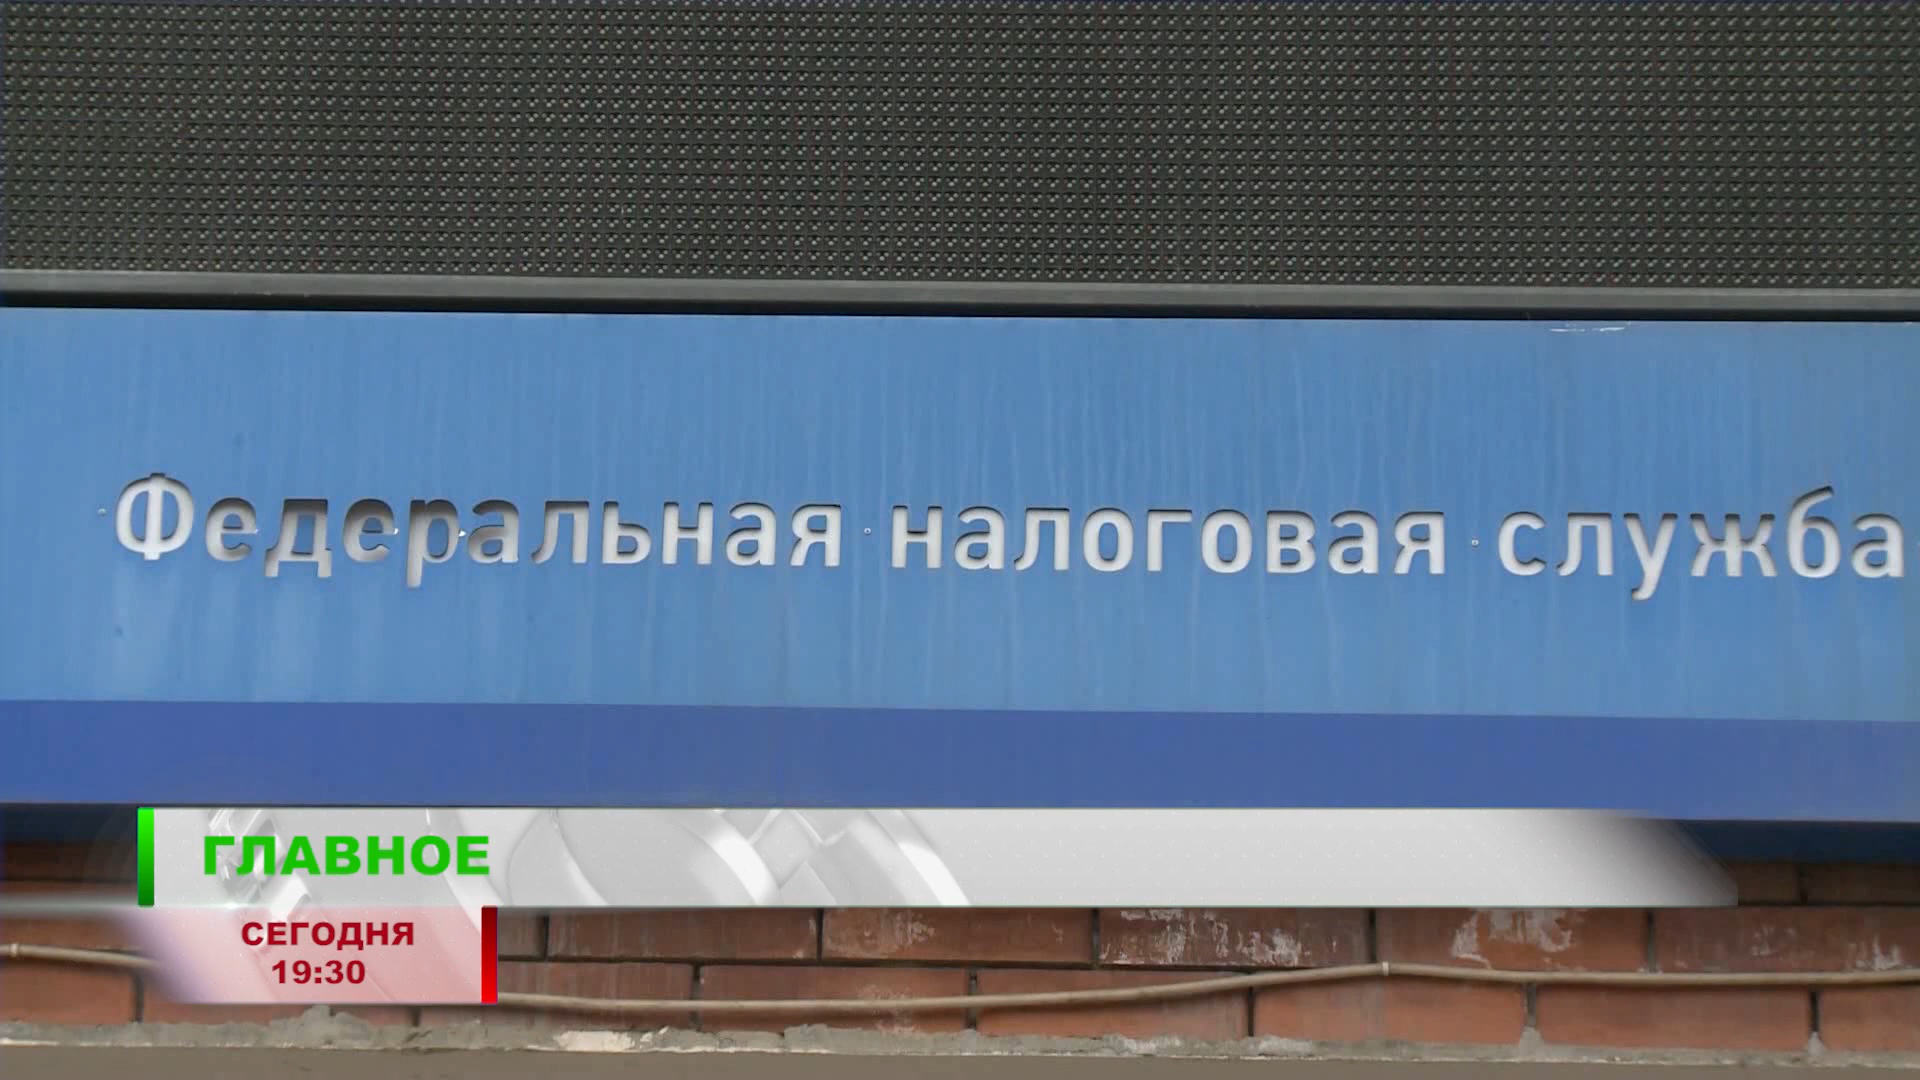 Федеральная налоговая служба
ГЛАВНОЕ
СЕГОДНЯ
19:30